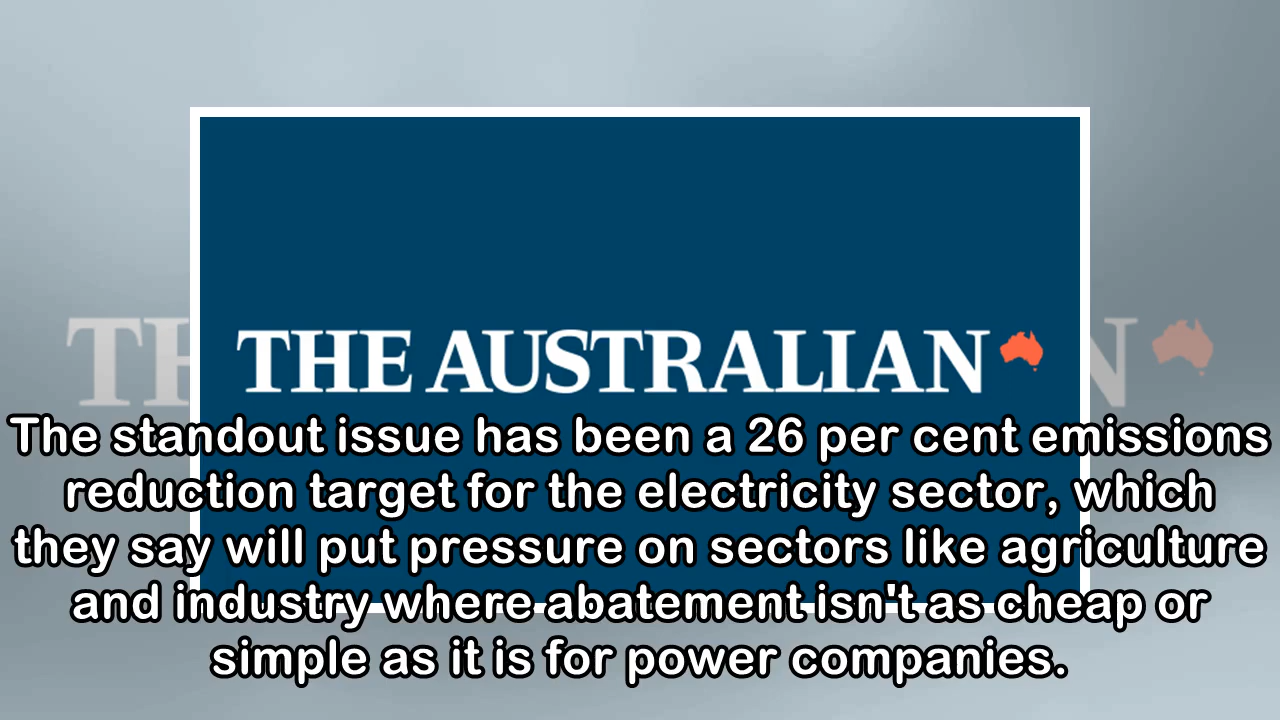 THE AUSTRALIAN
The standout issue has been a 26 per cent emissions
reduction target for the electricity sector, which
they say will put pressure on sectors like agriculture
and industry where abatement isn't as cheap or
simple as it is for power companies.